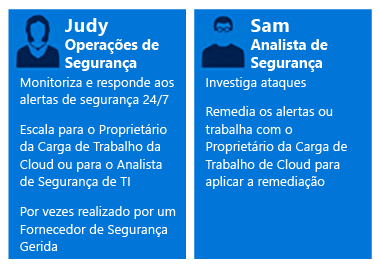 Judy
Operações de
Segurança
Monitoriza e responde aos
alertas de segurança 24/7
Escala para o Proprietário
da Carga de Trabalho da
Cloud ou para o Analista
de Segurança de TI
Por vezes realizado por um
Fornecedor de Segurança
Gerida
Sam
Analista de
Segurança
Investiga ataques
Remedia os alertas ou
trabalha com o
Proprietário da Carga de
Trabalho de Cloud para
aplicar a remediação